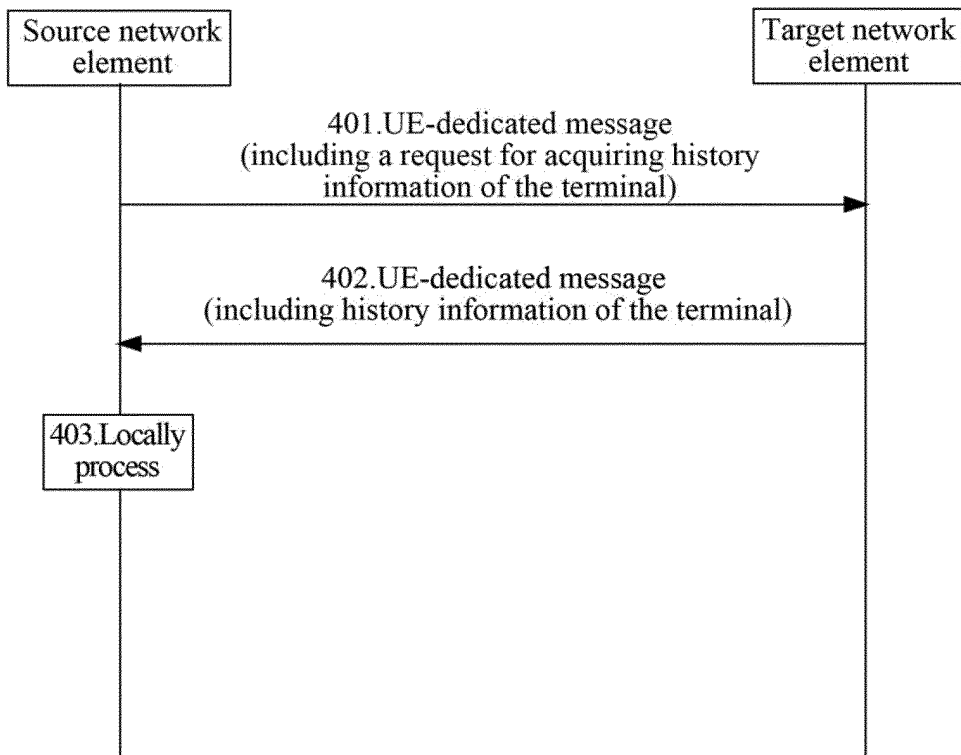 Source network
element
Target network
element
401.UE-dedicated message
(including a request for acquiring history
information of the terminal)
402.UE-dedicated message
(including history information of the terminal)
403.Locally
process